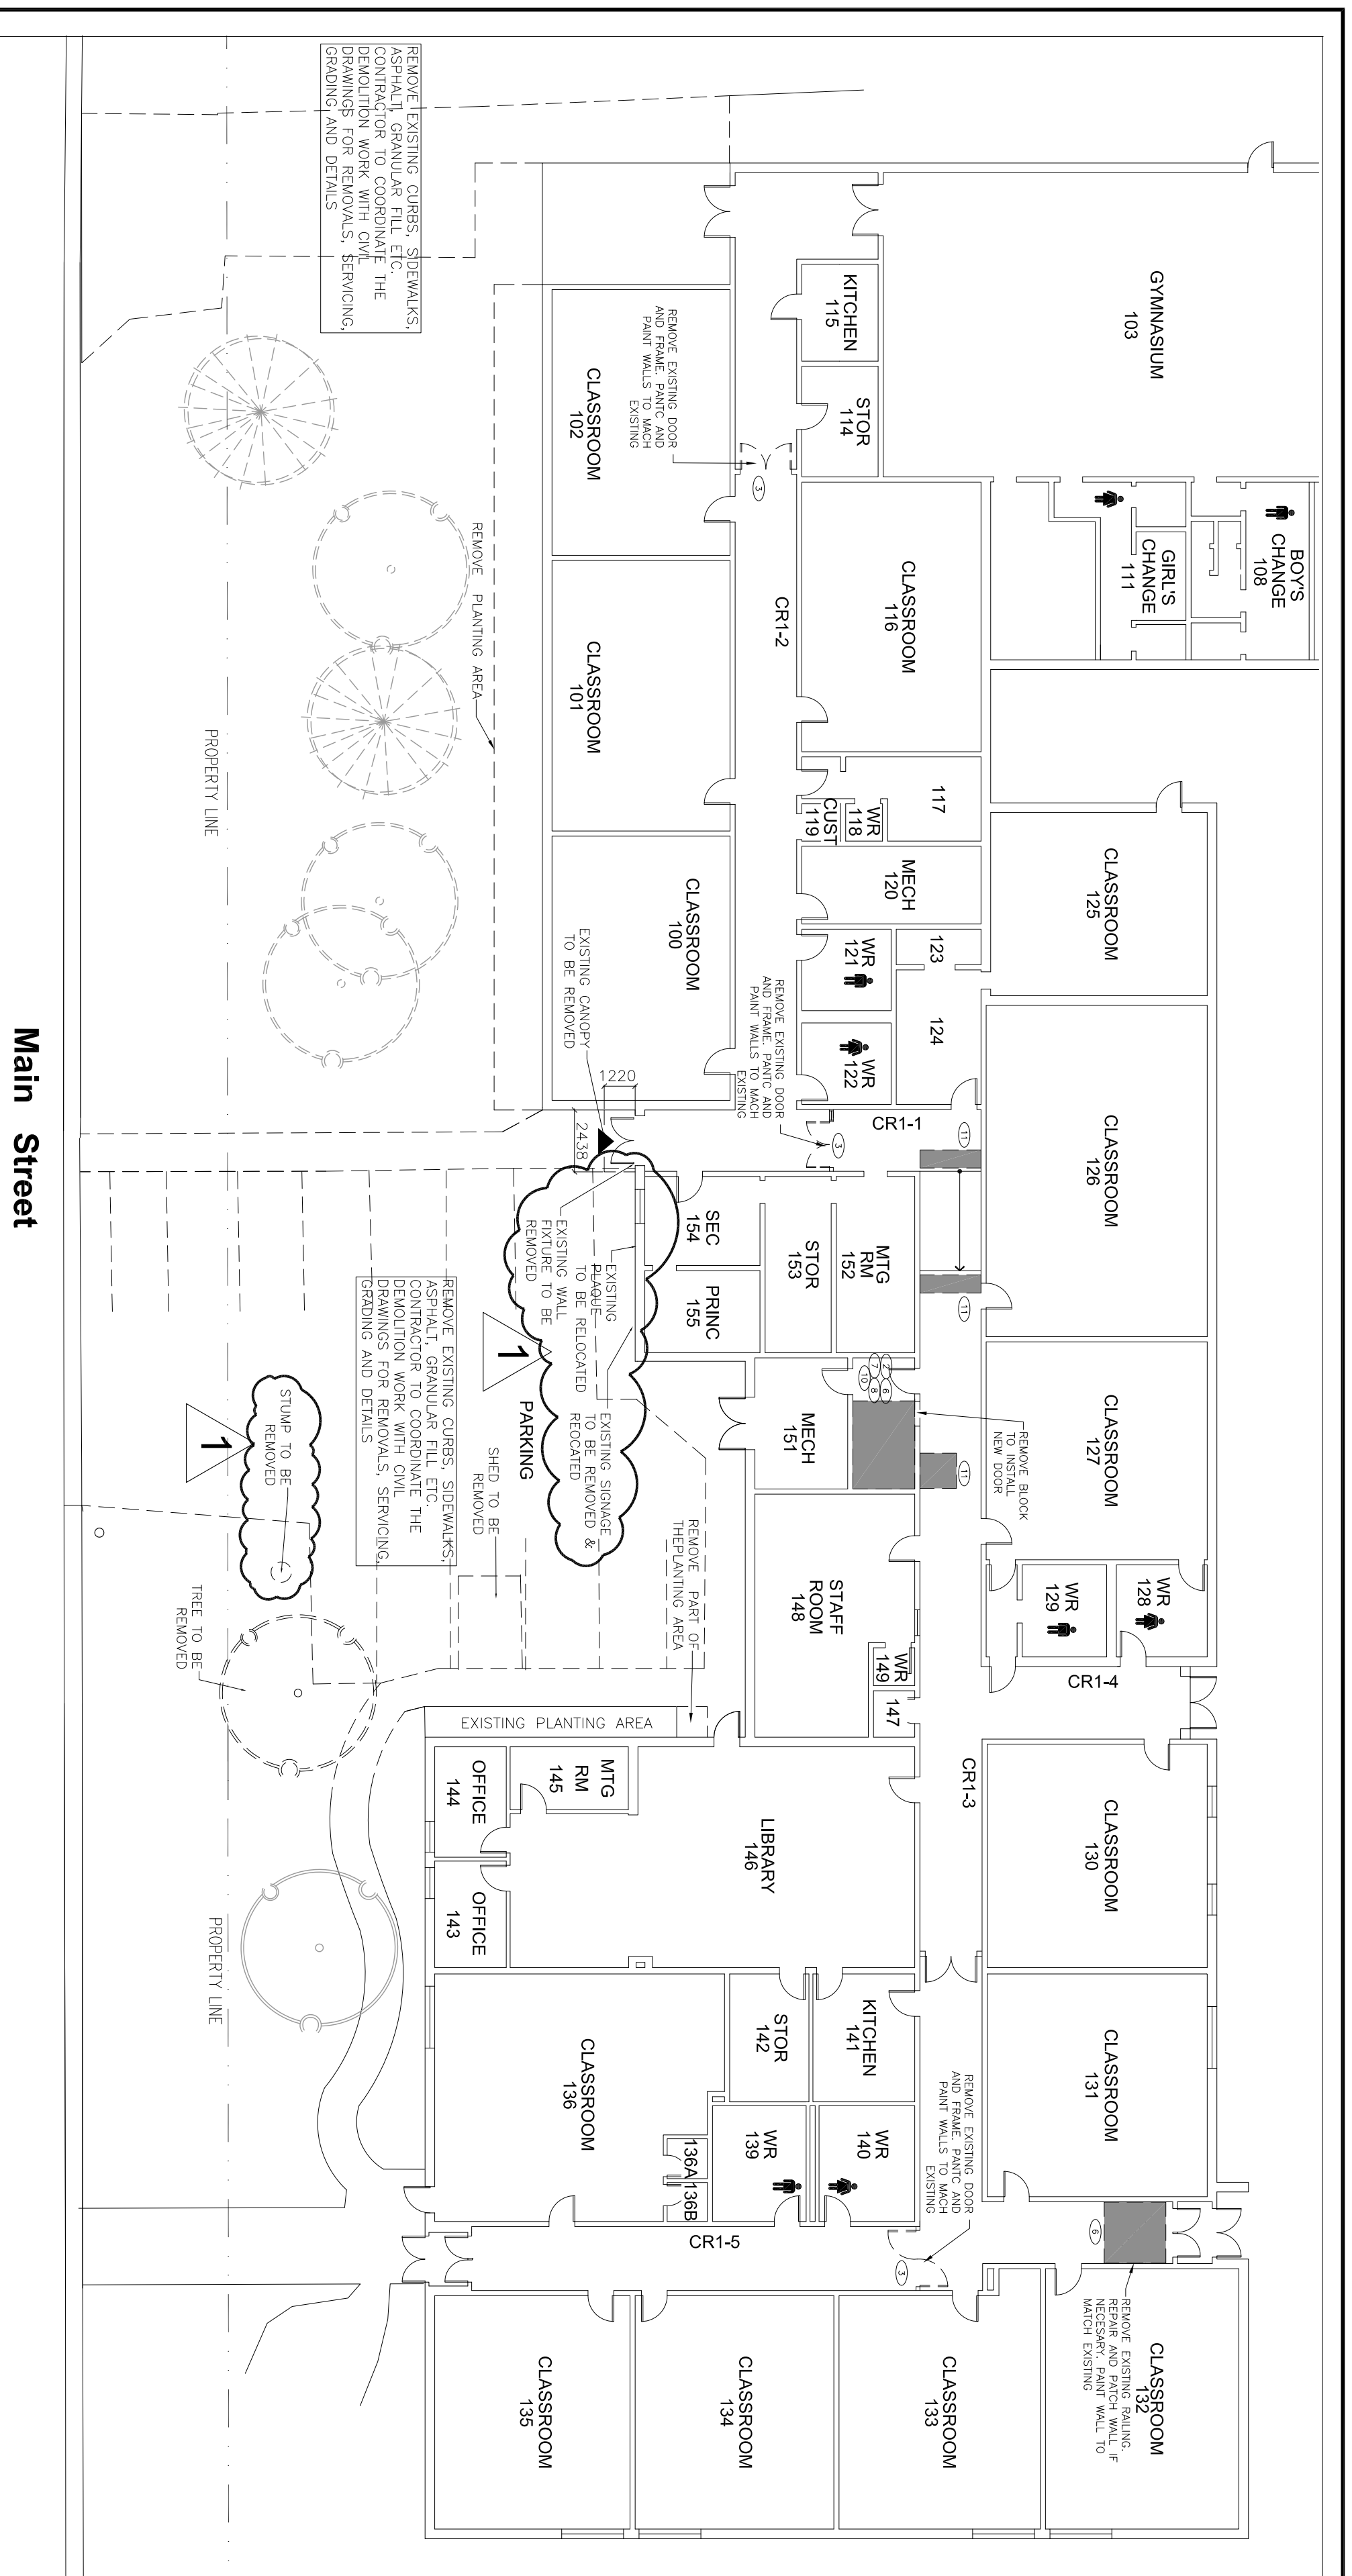 GYMNASIUM
103
BOY'S
CHANGE
108
GIRL'S
CHANGE
111
KITCHEN
115
STOR
114
CLASSROOM
116
117
WR
118
CUST
119
MECH
120
WR
121
WR
122
123
124
CLASSROOM
125
CLASSROOM
126
CLASSROOM
127
WR
128
WR
129
CR1-4
CLASSROOM
130
CLASSROOM
131
CLASSROOM
132
REMOVE EXISTING RAILING.
REPAIR AND PATCH WALL IF
NECESARY. PAINT WALL TO
MATCH EXISTING
6
CR1-2
REMOVE EXISTING DOOR
AND FRAME. PANTC AND
PAINT WALLS TO MACH
EXISTING
3
CLASSROOM
102
CLASSROOM
101
CLASSROOM
100
REMOVE EXISTING DOOR
AND FRAME. PANTC AND
PAINT WALLS TO MACH
EXISTING
3
CR1-1
11
11
EXISTING CANOPY
TO BE REMOVED
1220
2438
SEC
154
PRINC
155
STOR
153
MTG
RM
152
2
6
7
8
10
11
REMOVE BLOCK
TO INSTALL
NEW DOOR
MECH
151
STAFF
ROOM
148
WR
149
147
CR1-3
LIBRARY
146
MTG
RM
145
OFFICE
144
OFFICE
143
KITCHEN
141
STOR
142
WR
140
WR
139
CLASSROOM
136
136A
136B
CR1-5
REMOVE EXISTING DOOR
AND FRAME. PANTC AND
PAINT WALLS TO MACH
EXISTING
3
CLASSROOM
133
CLASSROOM
134
CLASSROOM
135
EXISTING WALL
FIXTURE TO BE
REMOVED
EXISTING
PLAQUE
TO BE RELOCATED
EXISTING SIGNAGE
TO BE REMOVED &
REOCATED
1
PARKING
REMOVE PART OF
THEPLANTING AREA
SHED TO BE
REMOVED
EXISTING PLANTING AREA
REMOVE EXISTING CURBS, SIDEWALKS,
ASPHALT, GRANULAR FILL ETC.
CONTRACTOR TO COORDINATE THE
DEMOLITION WORK WITH CIVIL
DRAWINGS FOR REMOVALS, SERVICING,
GRADING AND DETAILS
STUMP TO BE
REMOVED
1
TREE TO BE
REMOVED
REMOVE PLANTING AREA
REMOVE EXISTING CURBS, SIDEWALKS,
ASPHALT, GRANULAR FILL ETC.
CONTRACTOR TO COORDINATE THE
DEMOLITION WORK WITH CIVIL
DRAWINGS FOR REMOVALS, SERVICING,
GRADING AND DETAILS
PROPERTY LINE
PROPERTY LINE
Main Street